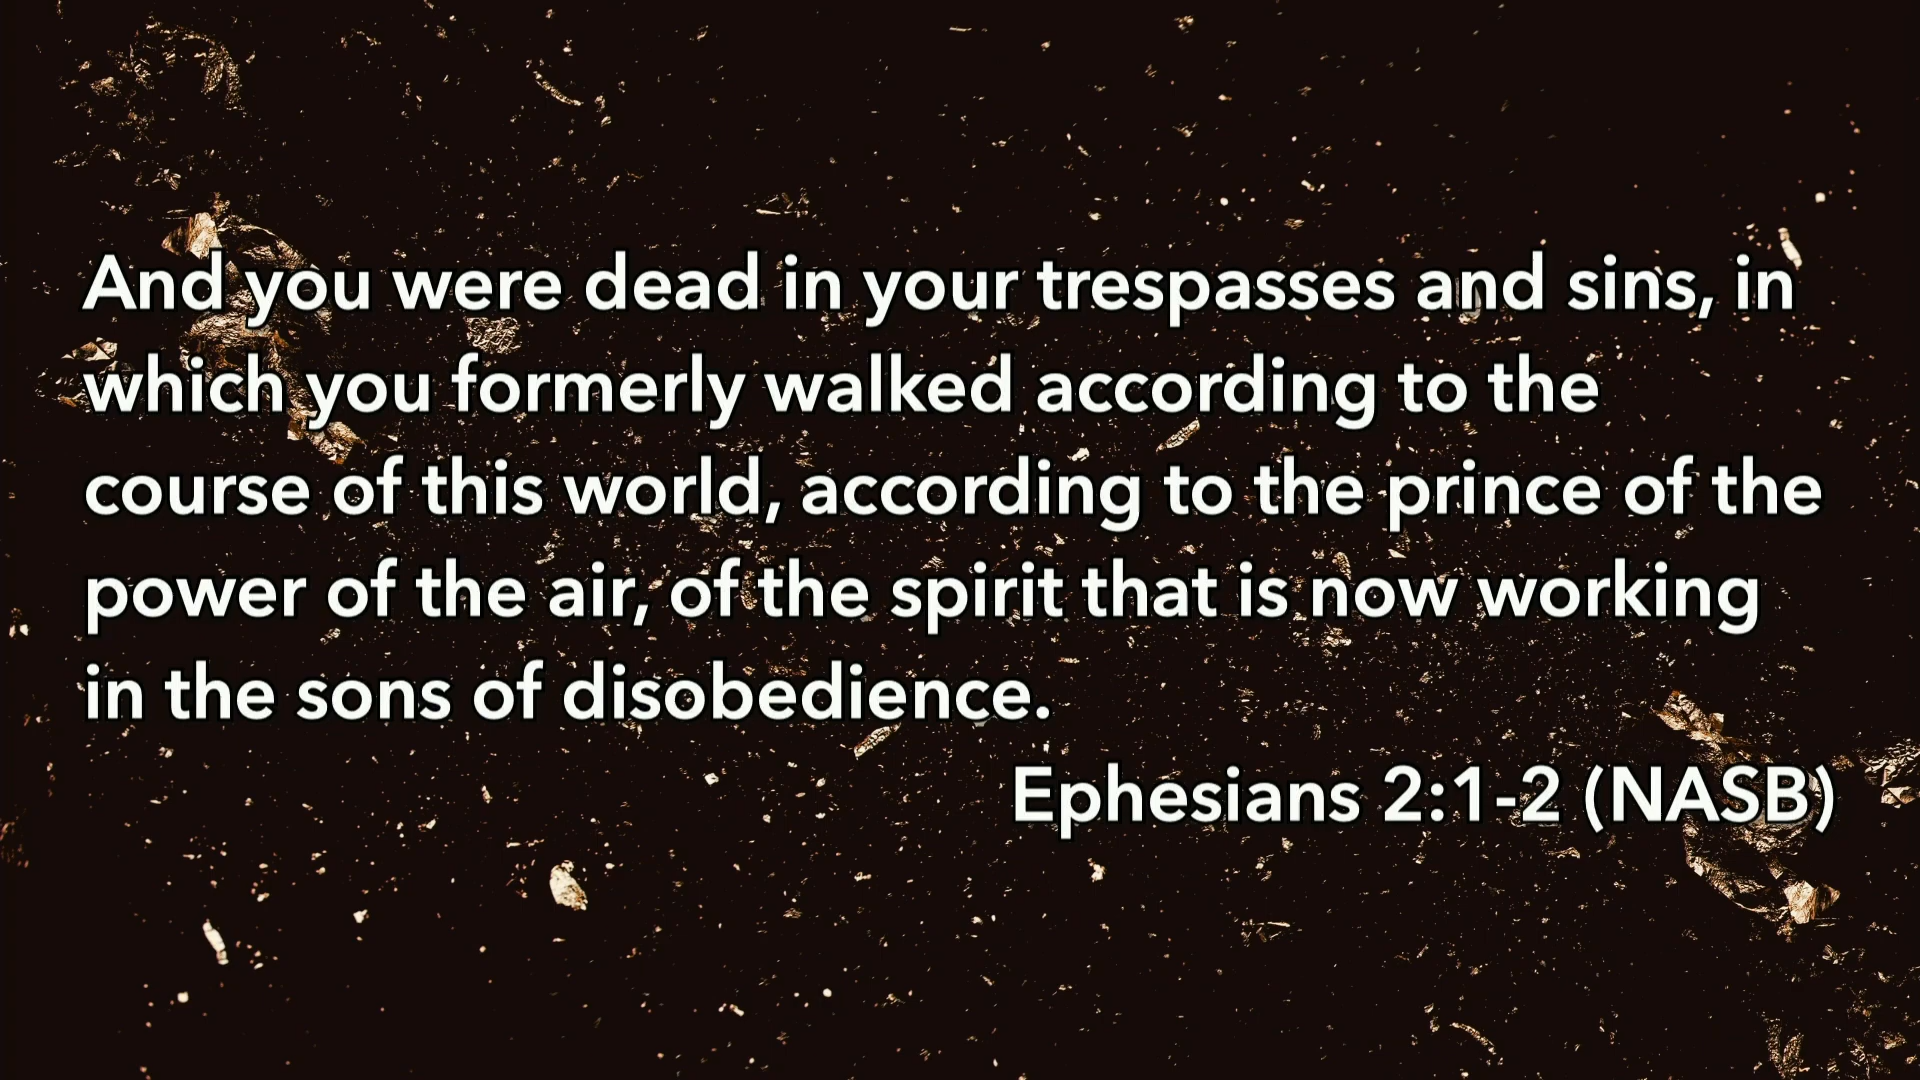 And you were dead in your trespasses and sins, in
which you formerly walked according to the
course of this world, according to the prince of the
power of the air, of the spirit that is now working
in the sons of disobedience.
Ephesians 2:1-2 (NASB)